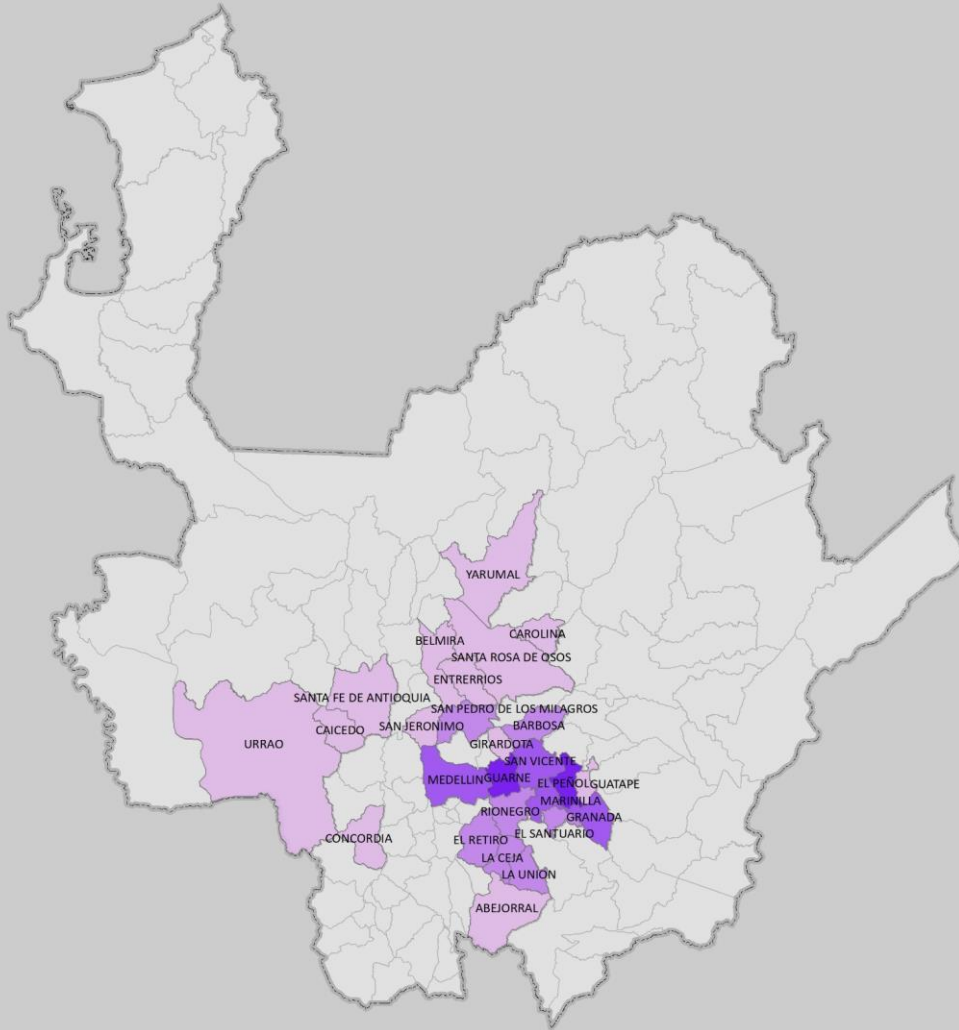 YARUMAL
CAROLINA
BELMIRA
SANTA ROSA DE OSOS
ENTRERRIOS
SANTA FE DE ANTIOQUIA
SAN PEDRO DE LOS MILAGROS
SAN JERONIMO
BARBOSA
CAICEDO
URRAO
GIRARDOTA
SAN VICENTE
MEDELLIN
GUARNE
EL PEÑOL
GUATAPE
MARINILLA
RIONEGRO
GRANADA
EL SANTUARIO
CONCORDIA
EL RETIRO
LA CEJA
LA UNION
ABEJORRAL